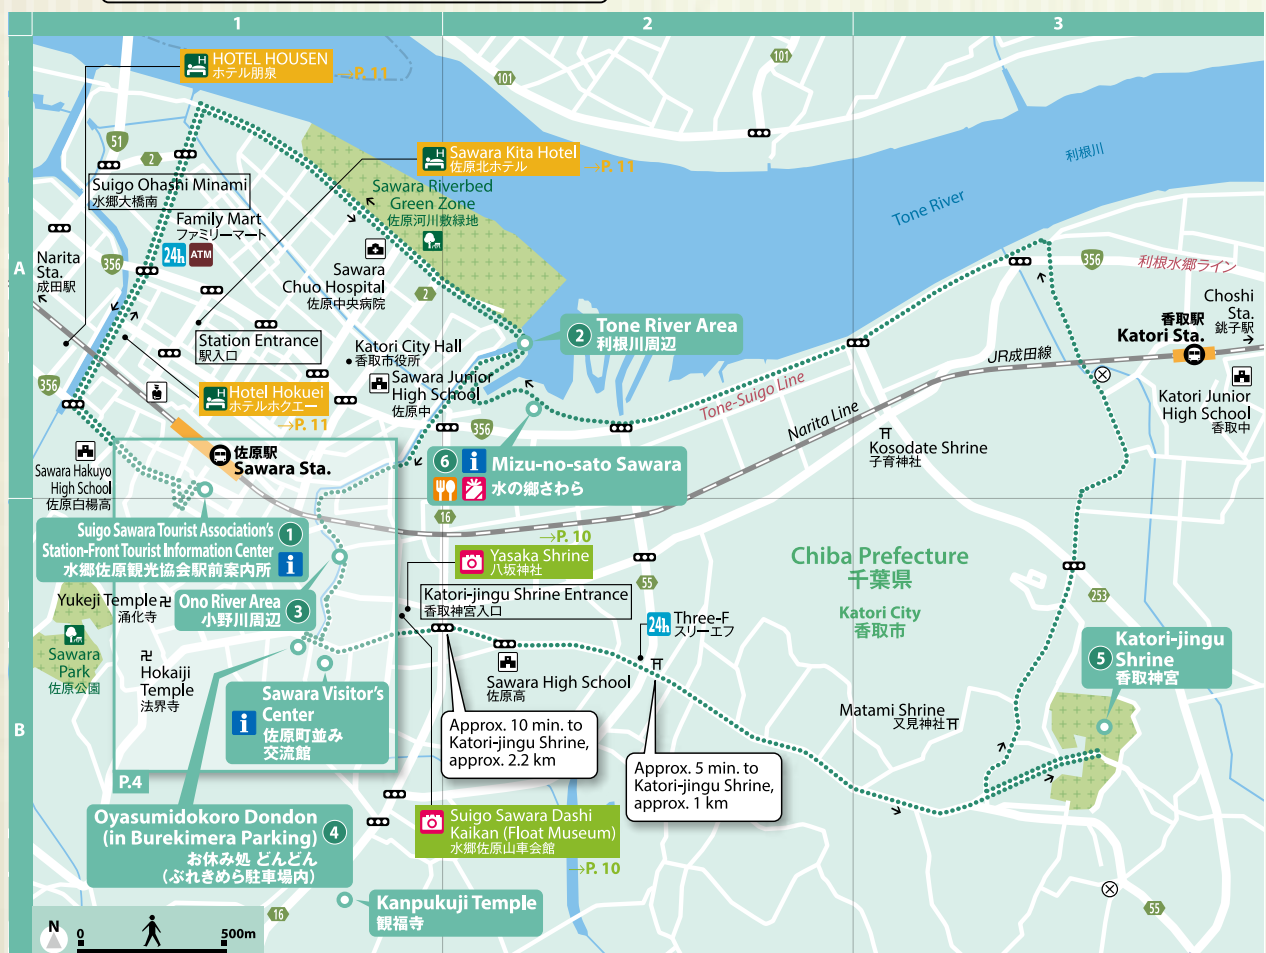 1
2
3
A
B
HOTEL HOUSEN
ホテル朋泉
→P. 11
101
101
51
2
Sawara Kita Hotel
佐原北ホテル
→P. 11
利根川
Tone River
Suigo Ohashi Minami
水郷大橋南
Family Mart
ファミリーマート
24h
ATM
Sawara Riverbed
Green Zone
佐原河川敷緑地
Narita
Sta.
成田駅
356
Sawara
Chuo Hospital
佐原中央病院
2
356
利根水郷ライン
Choshi
Sta.
銚子駅
香取駅
Katori Sta.
Station Entrance
駅入口
Katori City Hall
香取市役所
2
Tone River Area
利根川周辺
JR成田線
356
Hotel Hokuei
ホテルホクエー
→P. 11
Sawara Junior
High School
佐原中
Tone-Suigo Line
Narita Line
Katori Junior
High School
香取中
356
Kosodate Shrine
子育神社
佐原駅
Sawara Sta.
6
Mizu-no-sato Sawara
水の郷さわら
Sawara Hakuyo
High School
佐原白楊高
16
Suigo Sawara Tourist Association's
Station-Front Tourist Information Center
水郷佐原観光協会駅前案内所
1
→P. 10
Yasaka Shrine
八坂神社
55
Chiba Prefecture
千葉県
Katori City
香取市
253
Katori-jingu Shrine Entrance
香取神宮入口
Yukeji Temple
涌化寺
Ono River Area
小野川周辺
3
24h
Three-F
スリーエフ
Katori-jingu
Shrine
香取神宮
5
Sawara
Park
佐原公園
Hokaiji
Temple
法界寺
Sawara High School
佐原高
Sawara Visitor's
Center
佐原町並み
交流館
Matami Shrine
又見神社
Approx. 10 min. to
Katori-jingu Shrine,
approx. 2.2 km
Approx. 5 min. to
Katori-jingu Shrine,
approx. 1 km
P.4
Oyasumidokoro Dondon
(in Burekimera Parking)
お休み処 どんどん
（ぶれきめら駐車場内）
4
Suigo Sawara Dashi
Kaikan (Float Museum)
水郷佐原山車会館
→P. 10
Kanpukuji Temple
観福寺
16
55
N
0
500m